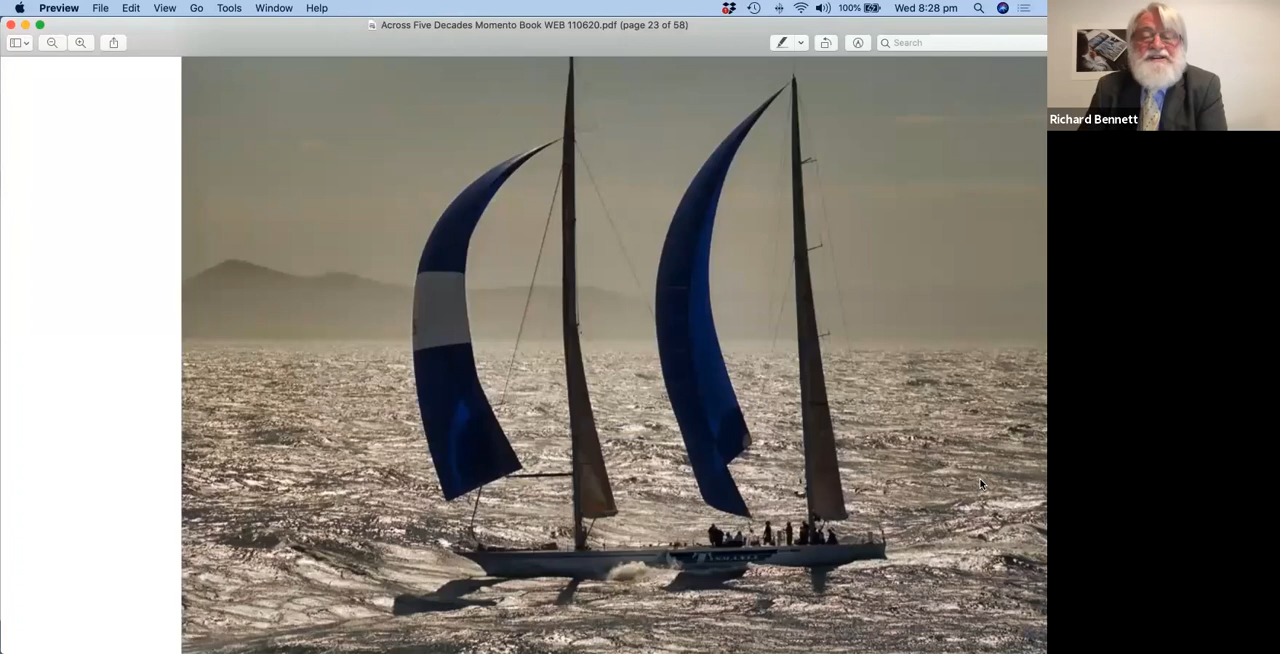 Preview File Edit View Go Tools Window Help 100% Wed 8:28 pm
Across Five Decades Momento Book WEB 110620.pdf (page 23 of 58)
Search
Richard Bennett